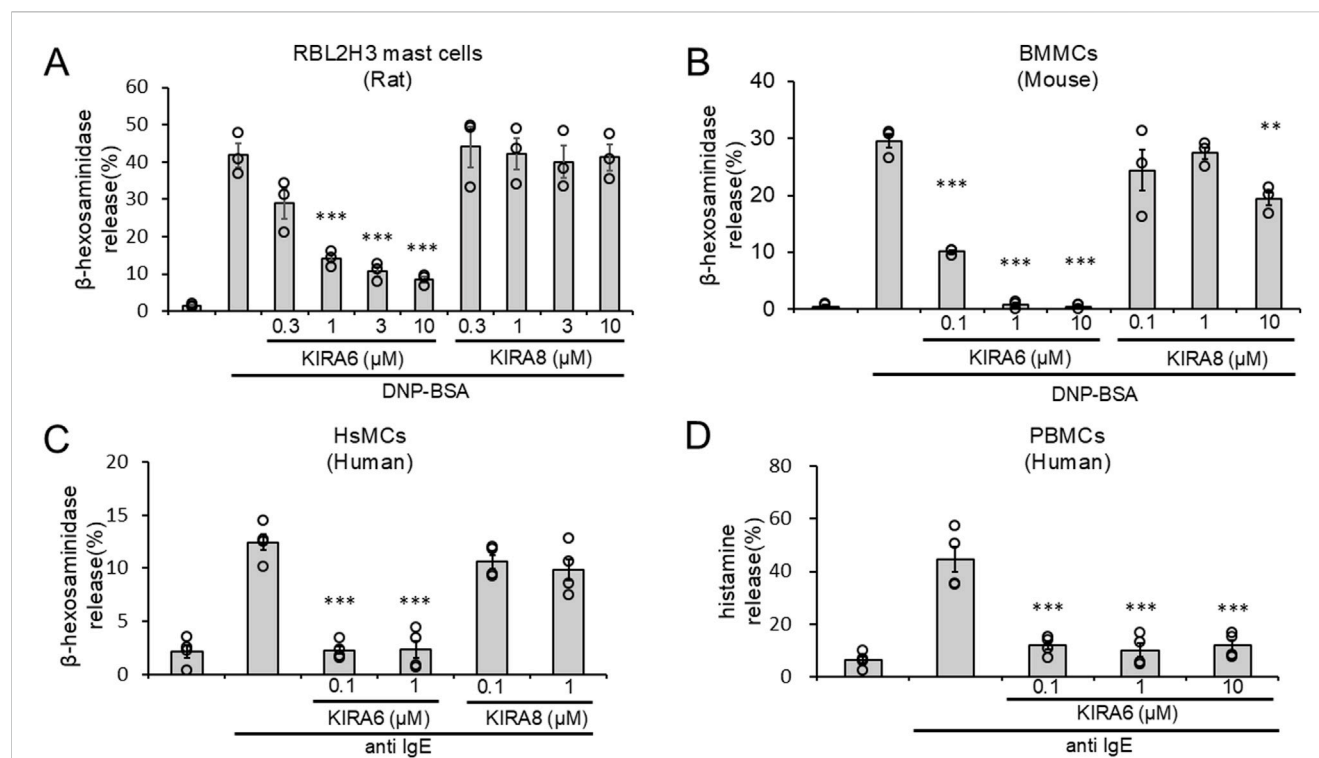 A
RBL2H3 mast cells
(Rat)
β-hexosaminidase
release(%)
60
50
40
30
20
10
0
***
***
***
0.3 1 3 10 0.3 1 3 10
KIRA6 (µM) KIRA8 (µM)
DNP-BSA
B
BMMCs
(Mouse)
β-hexosaminidase
release(%)
40
30
20
10
0
***
***
***
**
0.1 1 10 0.1 1 10
KIRA6 (µM) KIRA8 (µM)
DNP-BSA
C
HsMCs
(Human)
β-hexosaminidase
release(%)
20
15
10
5
0
*** ***
0.1 1 0.1 1
KIRA6 (µM) KIRA8 (µM)
anti IgE
D
PBMCs
(Human)
histamine
release(%)
80
60
40
20
0
*** *** ***
0.1 1 10
KIRA6 (µM)
anti IgE